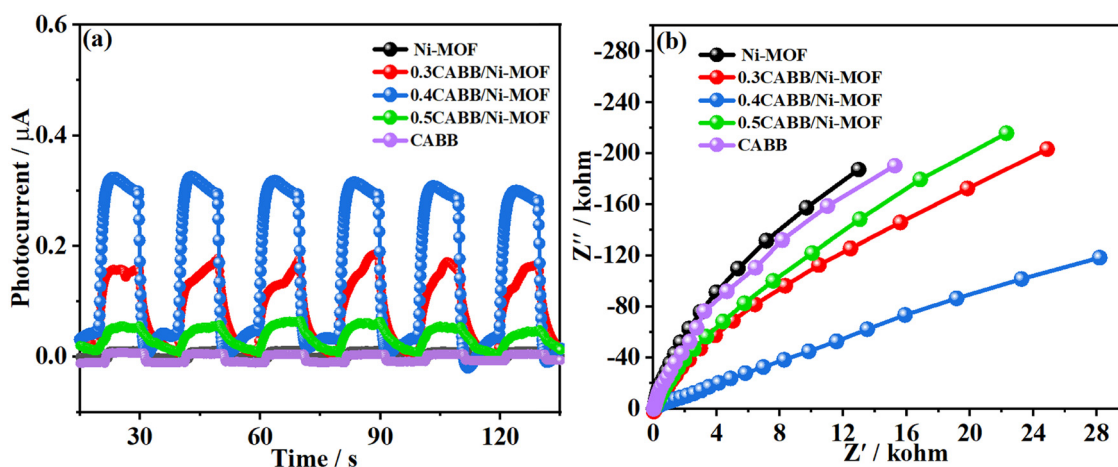 (a)
Ni-MOF
0.3CABB/Ni-MOF
0.4CABB/Ni-MOF
0.5CABB/Ni-MOF
CABB
0.6
0.4
0.2
0.0
Photocurrent / μA
30
60
90
120
Time / s
(b)
Ni-MOF
0.3CABB/Ni-MOF
0.4CABB/Ni-MOF
0.5CABB/Ni-MOF
CABB
-280
-240
-200
-160
-120
-80
-40
0
Z′′ / kohm
0
4
8
12
16
20
24
28
Z′ / kohm